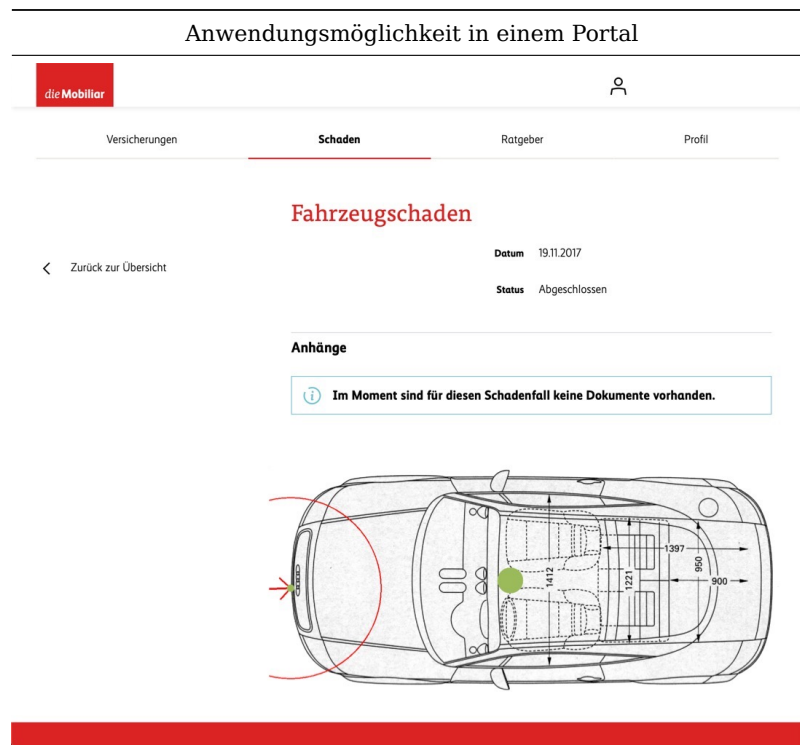 Anwendungsmöglichkeit in einem Portal
die Mobiliar
Versicherungen Schaden Ratgeber Profil
Fahrzeugschaden
Datum 19.11.2017
Zurück zur Übersicht
Status Abgeschlossen
Anhänge
Im Moment sind für diesen Schadenfall keine Dokumente vorhanden.
1397
950
1412
1221
900